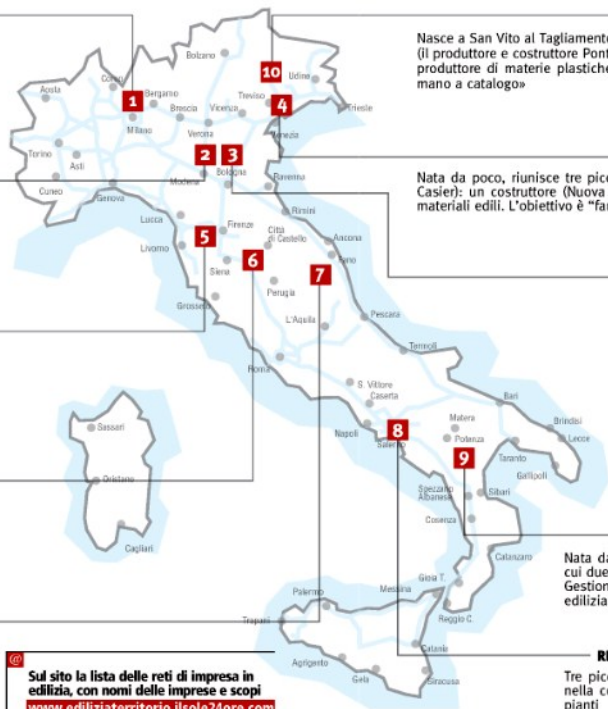 Nasce a San Vito al Tagliamento
(il produttore e costruttore Pont
produttore di materie plastiche
mano a catalogo»
Bolzano
10
Udine
Aosta
Como
Bergamo
1
Brescia
Vicenza
Treviso
4
Trieste
Milano
Verona
Venezia
Torino
Asti
2
3
Bologna
Modena
Ravenna
Cuneo
Genova
Nata da poco, riunisce tre picc
Casier): un costruttore (Nuova
materiali edili. L'obiettivo è "far
Rimini
Lucca
Firenze
Città
di Castello
Ancona
Livorno
5
Fano
Siena
6
7
Perugia
Grosseto
L'Aquila
Pescara
Roma
Termoli
S. Vittore
Caserta
Bari
Matera
Brindisi
Sassari
Napoli
8
Salerno
Potenza
Lecce
9
Taranto
Gallipoli
Oristano
Spezzano
Albanese
Sibari
Cosenza
Cagliari
Catanzaro
Nata da
cui due
Gestion
edilizia
Gioia T.
Palermo
Messina
Reggio C.
Trapani
Catania
Agrigento
Gela
Siracusa
RE
Tre picc
nella co
pianti
@
Sul sito la lista delle reti di impresa in
edilizia, con nomi delle imprese e scopi
www.ediliziaterritorio.ilsole24ore.com